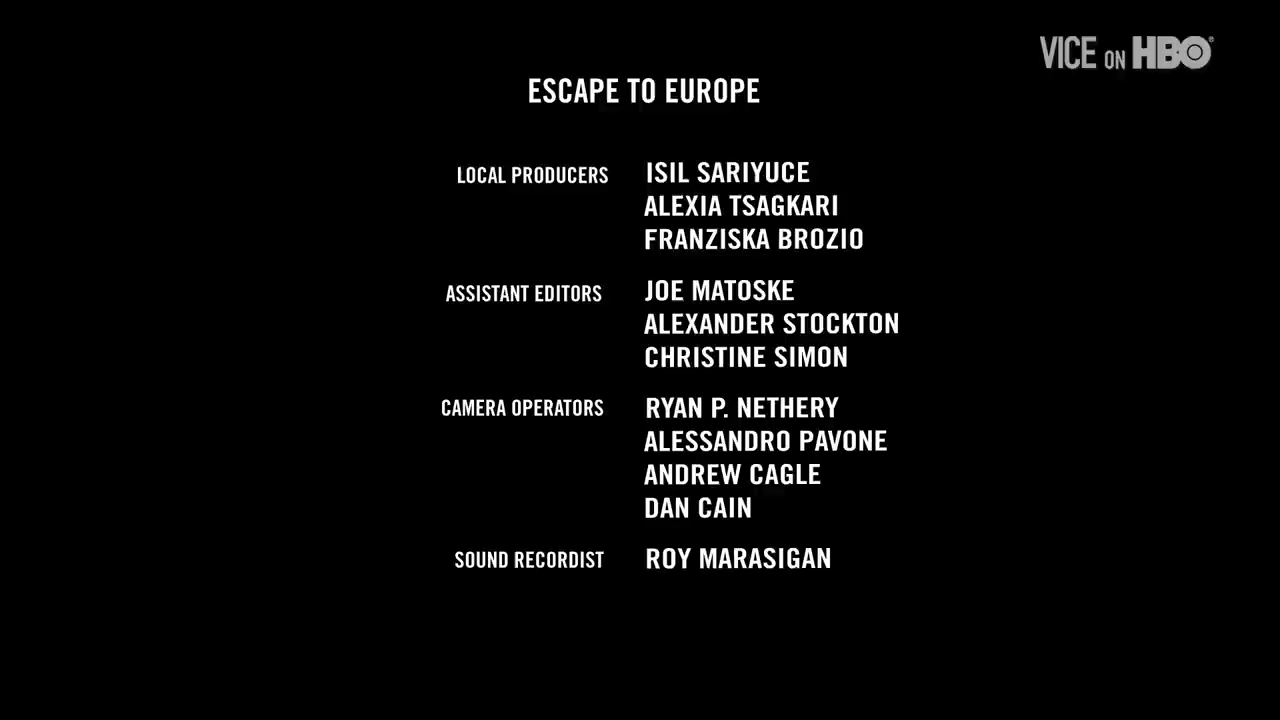 VICE ON HBO®
ESCAPE TO EUROPE
LOCAL PRODUCERS ISIL SARIYUCE
ALEXIA TSAGKARI
FRANZISKA BROZIO
ASSISTANT EDITORS JOE MATOSKE
ALEXANDER STOCKTON
CHRISTINE SIMON
CAMERA OPERATORS RYAN P. NETHERY
ALESSANDRO PAVONE
ANDREW CAGLE
DAN CAIN
SOUND RECORDIST ROY MARASIGAN